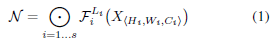 𝒩 = ⨀_{i=1...s} ℱ_i^{L_i}(X_{⟨H_i,W_i,C_i⟩}) (1)